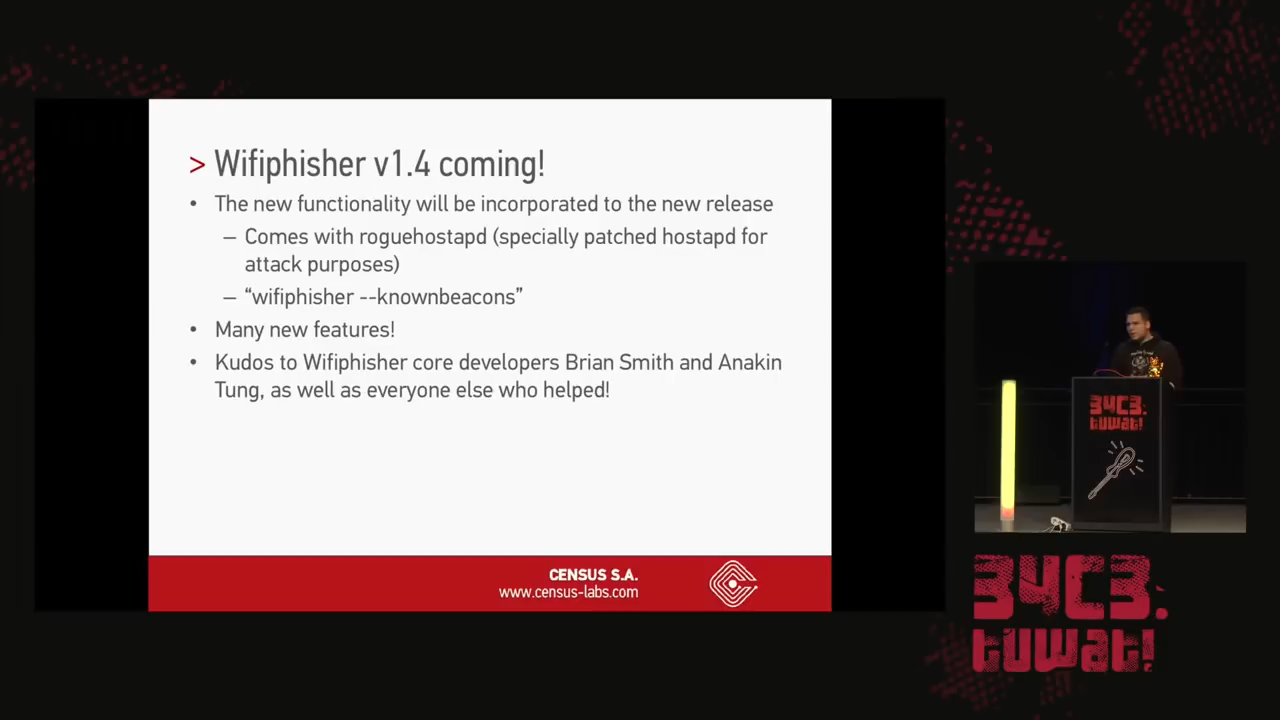 > Wifiphisher v1.4 coming!
• The new functionality will be incorporated to the new release
– Comes with roguehostapd (specially patched hostapd for
attack purposes)
– “wifiphisher --knownbeacons”
• Many new features!
• Kudos to Wifiphisher core developers Brian Smith and Anakin
Tung, as well as everyone else who helped!
CENSUS S.A.
www.census-labs.com
34C3.
tuwat!
34C3.
tuwat!